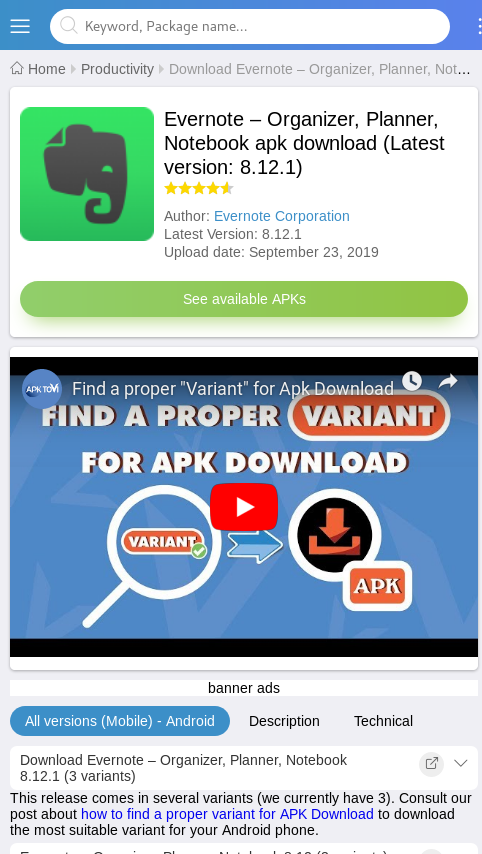 Keyword, Package name...
Home Productivity Download Evernote – Organizer, Planner, Not...
Evernote – Organizer, Planner,
Notebook apk download (Latest
version: 8.12.1)
Author: Evernote Corporation
Latest Version: 8.12.1
Upload date: September 23, 2019
See available APKs
Find a proper "Variant" for Apk Download
FIND A PROPER VARIANT
FOR APK DOWNLOAD
VARIANT
APK
banner ads
All versions (Mobile) - Android Description Technical
Download Evernote – Organizer, Planner, Notebook
8.12.1 (3 variants)
This release comes in several variants (we currently have 3). Consult our
post about how to find a proper variant for APK Download to download
the most suitable variant for your Android phone.